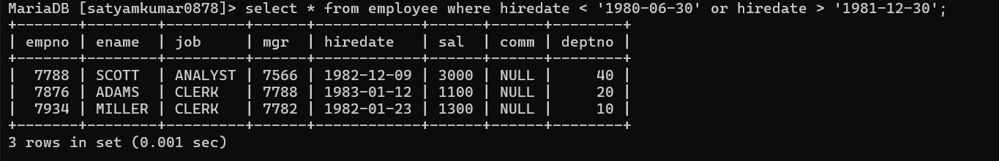 MariaDB [satyamkumar0878]> select * from employee where hiredate < '1980-06-30' or hiredate > '1981-12-30';
+-------+--------+---------+------+------------+------+------+--------+
| empno | ename  | job     | mgr  | hiredate   | sal  | comm | deptno |
+-------+--------+---------+------+------------+------+------+--------+
|  7788 | SCOTT  | ANALYST | 7566 | 1982-12-09 | 3000 | NULL |     40 |
|  7876 | ADAMS  | CLERK   | 7788 | 1983-01-12 | 1100 | NULL |     20 |
|  7934 | MILLER | CLERK   | 7782 | 1982-01-23 | 1300 | NULL |     10 |
+-------+--------+---------+------+------------+------+------+--------+
3 rows in set (0.001 sec)